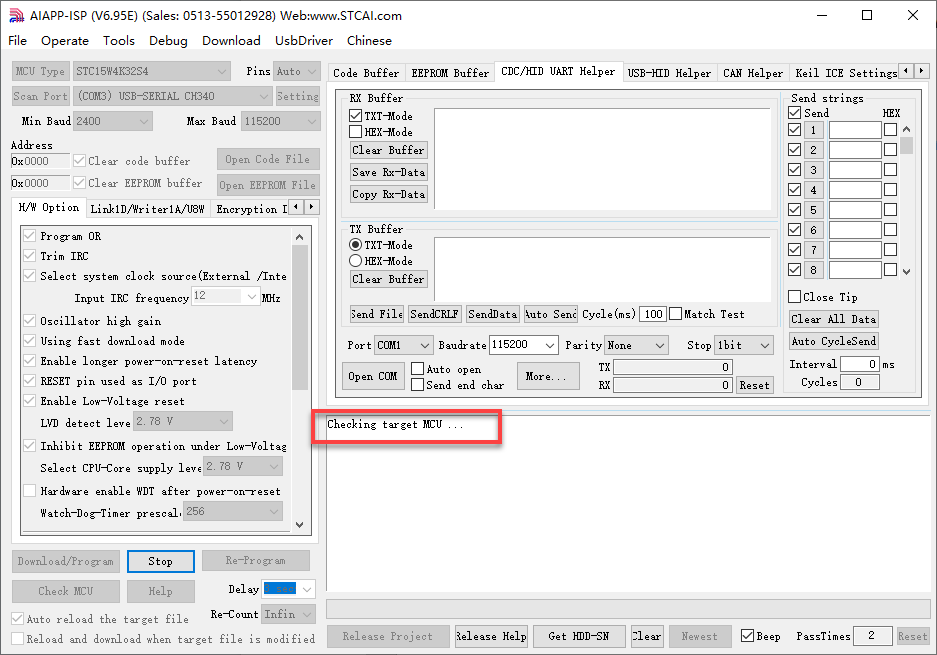 AIAPP-ISP (V6.95E) (Sales: 0513-55012928) Web:www.STCAI.com
File Operate Tools Debug Download UsbDriver Chinese
MCU Type STC15W4K32S4 Pins Auto
Scan Port (COM3) USB-SERIAL CH340 Setting
Min Baud 2400 Max Baud 115200
Address
0x0000 Clear code buffer Open Code File
0x0000 Clear EEPROM buffer Open EEPROM File
H/W Option Link1D/Writer1A/U8W Encryption I
Program OR
Trim IRC
Select system clock source(External /Inte
Input IRC frequency 12 MHz
Oscillator high gain
Using fast download mode
Enable longer power-on-reset latency
RESET pin used as I/O port
Enable Low-Voltage reset
LVD detect leve 2.78 V
Inhibit EEPROM operation under Low-Voltag
Select CPU-Core supply leve 2.78 V
Hardware enable WDT after power-on-reset
Watch-Dog-Timer prescal 256
Download/Program Stop Re-Program
Check MCU Help Delay
Auto reload the target file Re-Count Infin
Reload and download when target file is modified
Code Buffer EEPROM Buffer CDC/HID UART Helper USB-HID Helper CAN Helper Keil ICE Settings
RX Buffer
TXT-Mode
HEX-Mode
Clear Buffer
Save Rx-Data
Copy Rx-Data
TX Buffer
TXT-Mode
HEX-Mode
Clear Buffer
Send File SendCRLF SendData Auto Send Cycle(ms) 100 Match Test
Port COM1 Baudrate 115200 Parity None Stop 1bit
Open COM Auto open More... TX 0
Send end char RX 0 Reset
Send strings
Send HEX
1
2
3
4
5
6
7
8
Close Tip
Clear All Data
Auto CycleSend
Interval 0 ms
Cycles 0
Checking target MCU ...
Release Project Release Help Get HDD-SN Clear Newest Beep PassTimes 2 Reset